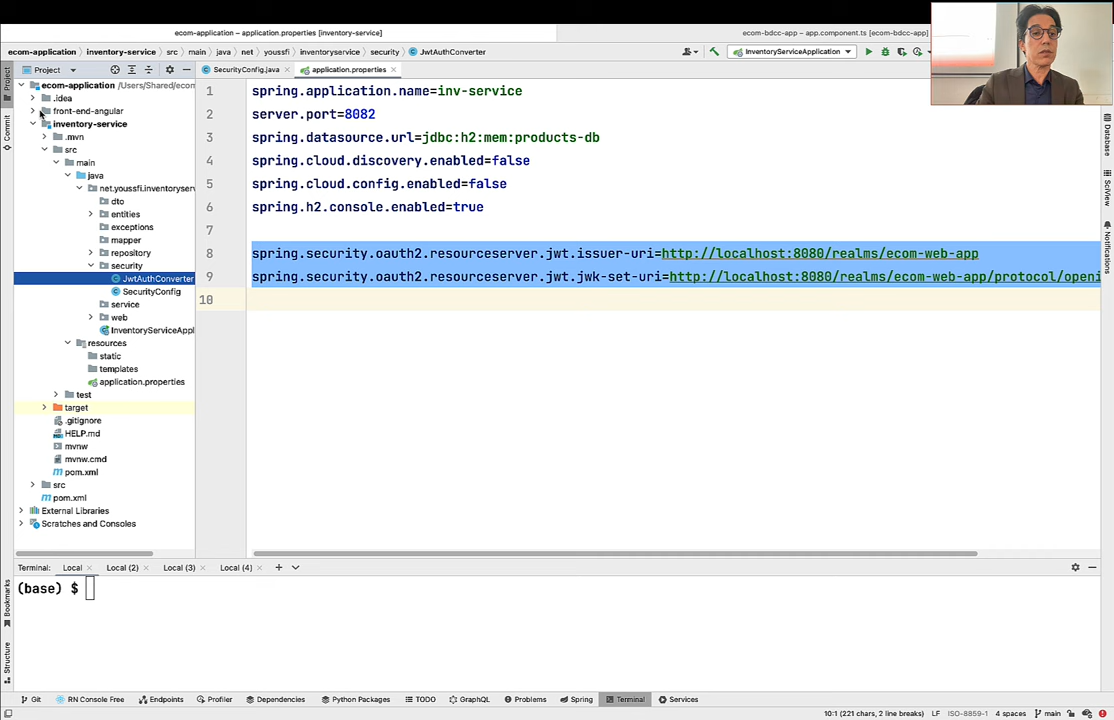 ecom-application – application.properties [inventory-service]
ecom-bdcc-app – app.component.ts [ecom-bdcc-app]
ecom-application inventory-service src main java net youssfi inventoryservice security JwtAuthConverter
InventoryServiceApplication
Project
SecurityConfig.java application.properties
Project
Commit
ecom-application /Users/Shared/ecom
.idea
front-end-angular
inventory-service
.mvn
src
main
java
net.youssfi.inventoryserv
dto
entities
exceptions
mapper
repository
security
JwtAuthConverter
SecurityConfig
service
web
InventoryServiceAppl
resources
static
templates
application.properties
test
target
.gitignore
HELP.md
mvnw
mvnw.cmd
pom.xml
src
pom.xml
External Libraries
Scratches and Consoles
1 spring.application.name=inv-service
2 server.port=8082
3 spring.datasource.url=jdbc:h2:mem:products-db
4 spring.cloud.discovery.enabled=false
5 spring.cloud.config.enabled=false
6 spring.h2.console.enabled=true
7
8 spring.security.oauth2.resourceserver.jwt.issuer-uri=http://localhost:8080/realms/ecom-web-app
9 spring.security.oauth2.resourceserver.jwt.jwk-set-uri=http://localhost:8080/realms/ecom-web-app/protocol/openi
10
Database
SciView
Notifications
Terminal: Local Local (2) Local (3) Local (4)
(base) $
Bookmarks
Structure
Git RN Console Free Endpoints Profiler Dependencies Python Packages TODO GraphQL Problems Spring Terminal Services
10:1 (221 chars, 2 line breaks) LF ISO-8859-1 4 spaces main